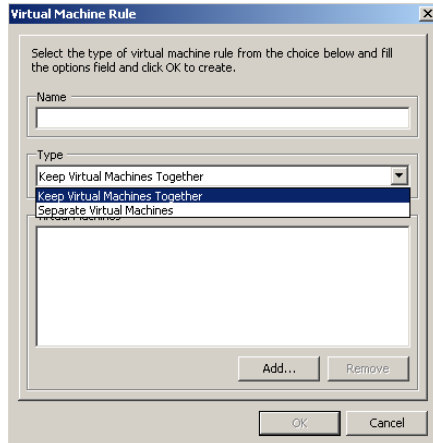 Virtual Machine Rule
Select the type of virtual machine rule from the choice below and fill
the options field and click OK to create.
Name
Type
Keep Virtual Machines Together
Keep Virtual Machines Together
Separate Virtual Machines
Virtual Machines
Add...
Remove
OK
Cancel